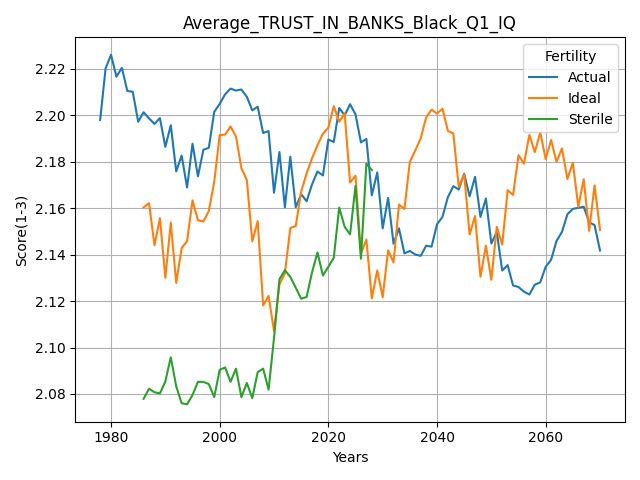 Average_TRUST_IN_BANKS_Black_Q1_IQ
Fertility
Actual
Ideal
Sterile
Score(1-3)
2.22
2.20
2.18
2.16
2.14
2.12
2.10
2.08
1980
2000
2020
2040
2060
Years